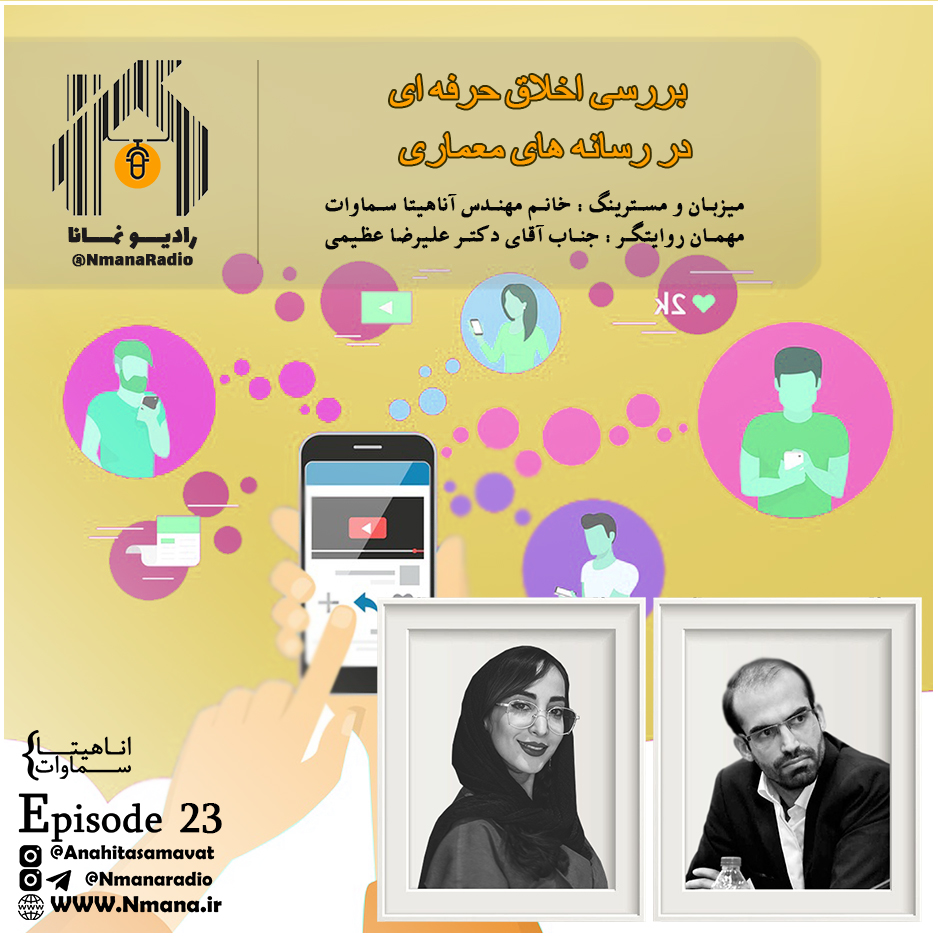 بررسی اخلاق حرفه ای
در رسانه های معماری
میزبان و مسترینگ : خانم مهندس آناهیتا سماوات
مهمان روایتگر : جناب آقای دکتر علیرضا عظیمی
رادیو نمانا
@NmanaRadio
2k
اناهیتا
سماوات
Episode 23
@Anahitasamavat
@Nmanaradio
WWW.Nmana.ir